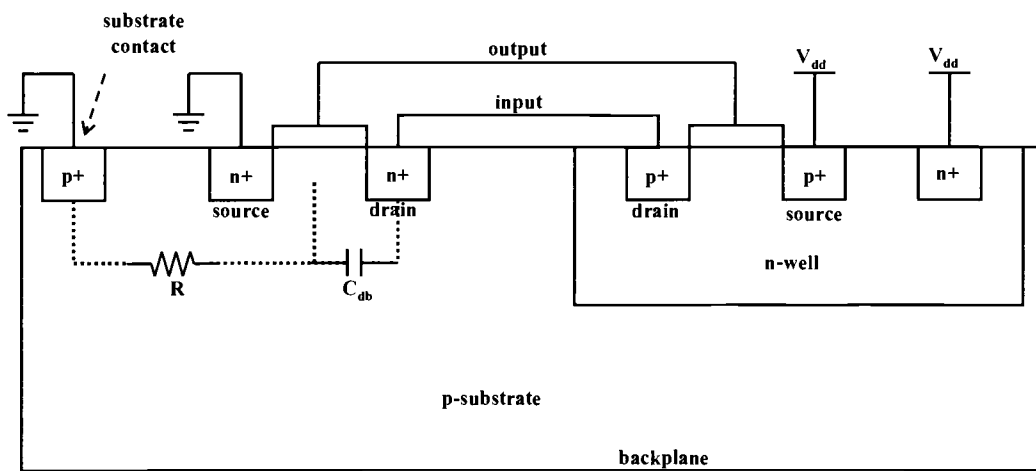 substrate
contact
output
V_dd
V_dd
input
p+
n+
n+
p+
p+
n+
source
drain
drain
source
n-well
R
C_db
p-substrate
backplane